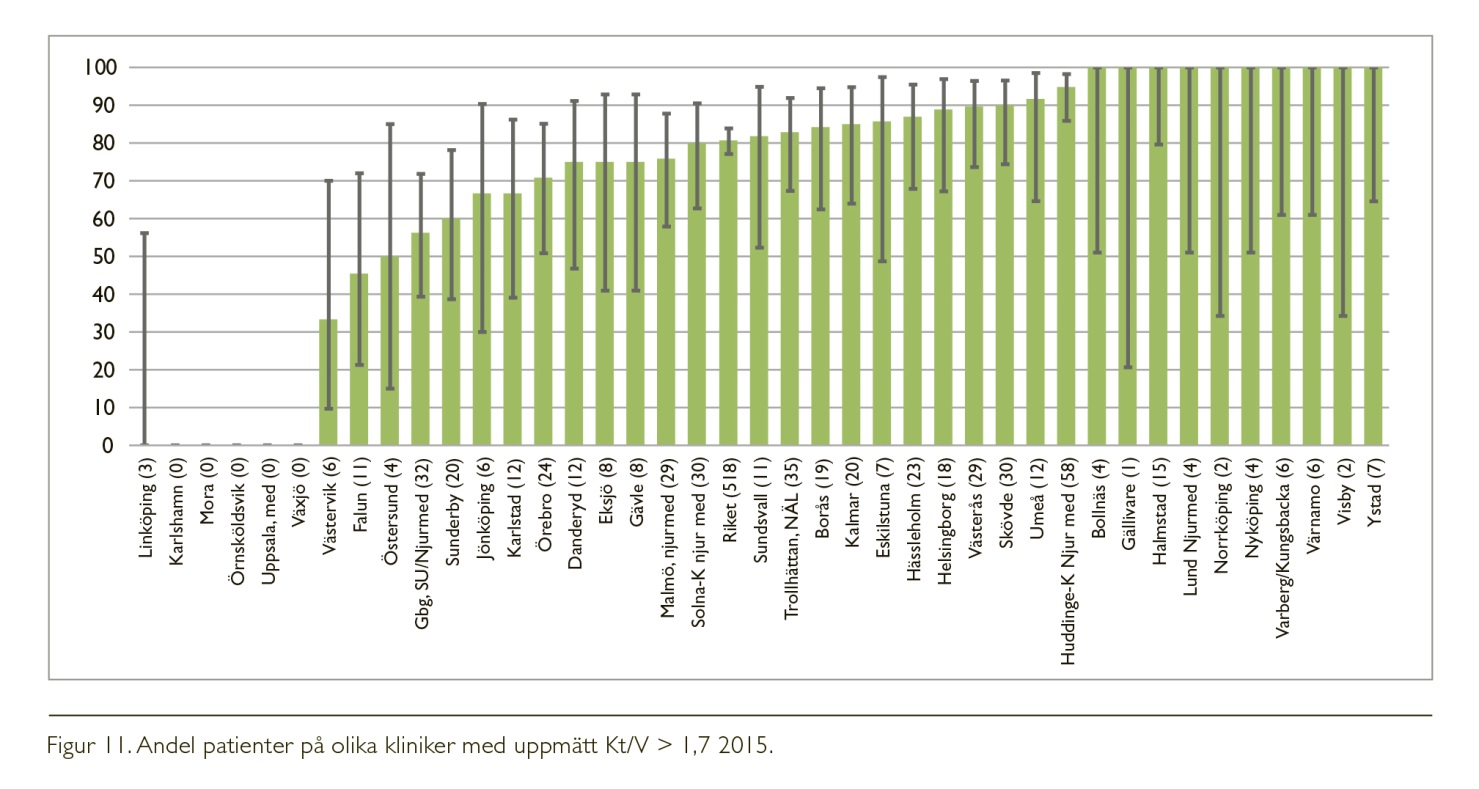 100
90
80
70
60
50
40
30
20
10
0
Linköping (3)
Karlshamn (0)
Mora (0)
Örnsköldsvik (0)
Uppsala, med (0)
Växjö (0)
Västervik (6)
Falun (11)
Östersund (4)
Gbg, SU/Njurmed (32)
Sunderby (20)
Jönköping (6)
Karlstad (12)
Örebro (24)
Danderyd (12)
Eksjö (8)
Gävle (8)
Malmö, njurmed (29)
Solna-K njur med (30)
Riket (518)
Sundsvall (11)
Trollhättan, NÄL (35)
Borås (19)
Kalmar (20)
Eskilstuna (7)
Hässleholm (23)
Helsingborg (18)
Västerås (29)
Skövde (30)
Umeå (12)
Huddinge-K Njur med (58)
Bollnäs (4)
Gällivare (1)
Halmstad (15)
Lund Njurmed (4)
Norrköping (2)
Nyköping (4)
Varberg/Kungsbacka (6)
Värnamo (6)
Visby (2)
Ystad (7)
Figur 11. Andel patienter på olika kliniker med uppmätt Kt/V > 1,7 2015.